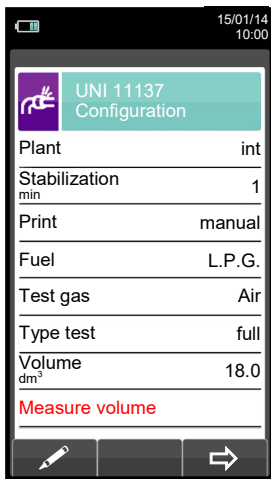 15/01/14
10:00
UNI 11137
Configuration
Plant int
Stabilization
min 1
Print manual
Fuel L.P.G.
Test gas Air
Type test full
Volume
dm³ 18.0
Measure volume